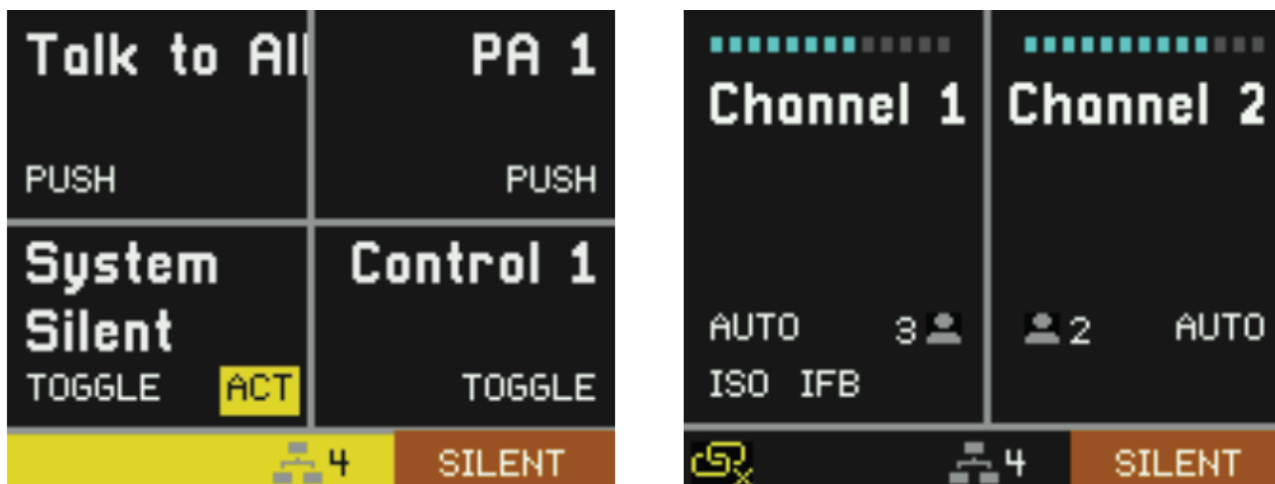 Talk to All PA 1
PUSH PUSH
System Control 1
Silent
TOGGLE ACT TOGGLE
4 SILENT
Channel 1 Channel 2
AUTO 3 2 AUTO
ISO IFB
4 SILENT